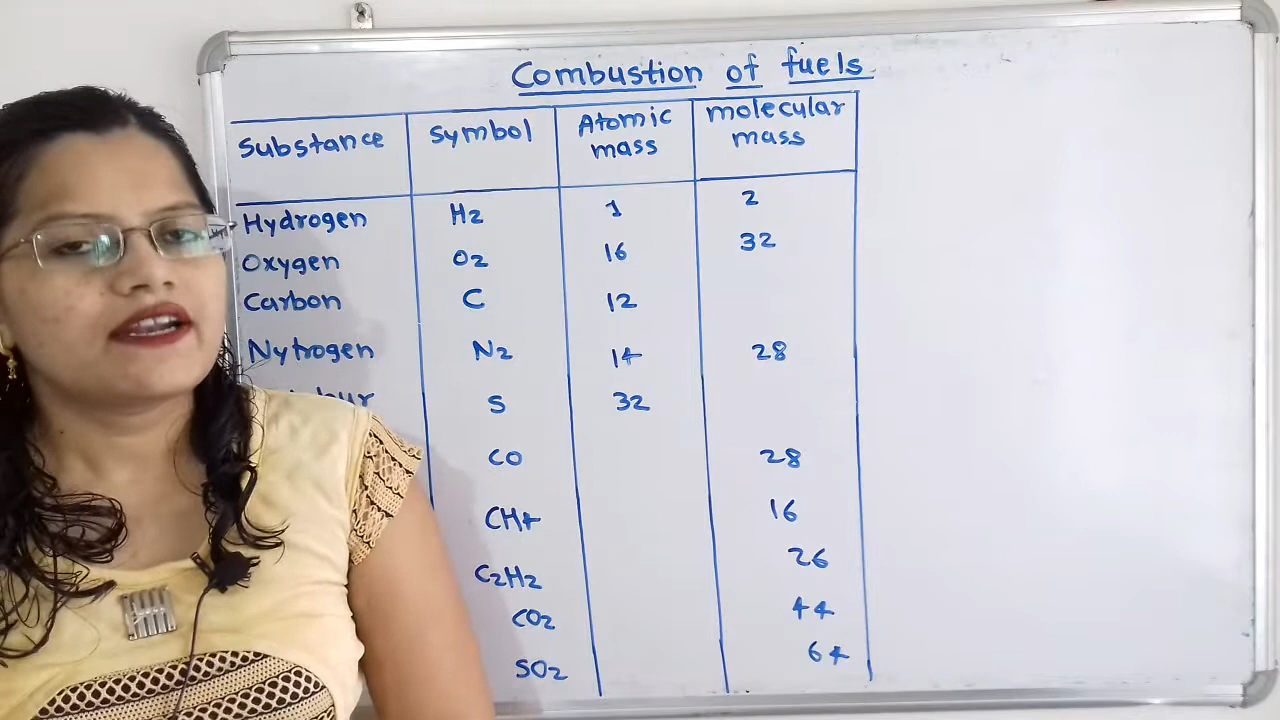 Combustion of fuels
Substance Symbol Atomic mass molecular mass
Hydrogen H2 1 2
Oxygen O2 16 32
Carbon C 12
Nytrogen N2 14 28
S 32
CO 28
CH4 16
C2H2 26
CO2 44
SO2 64